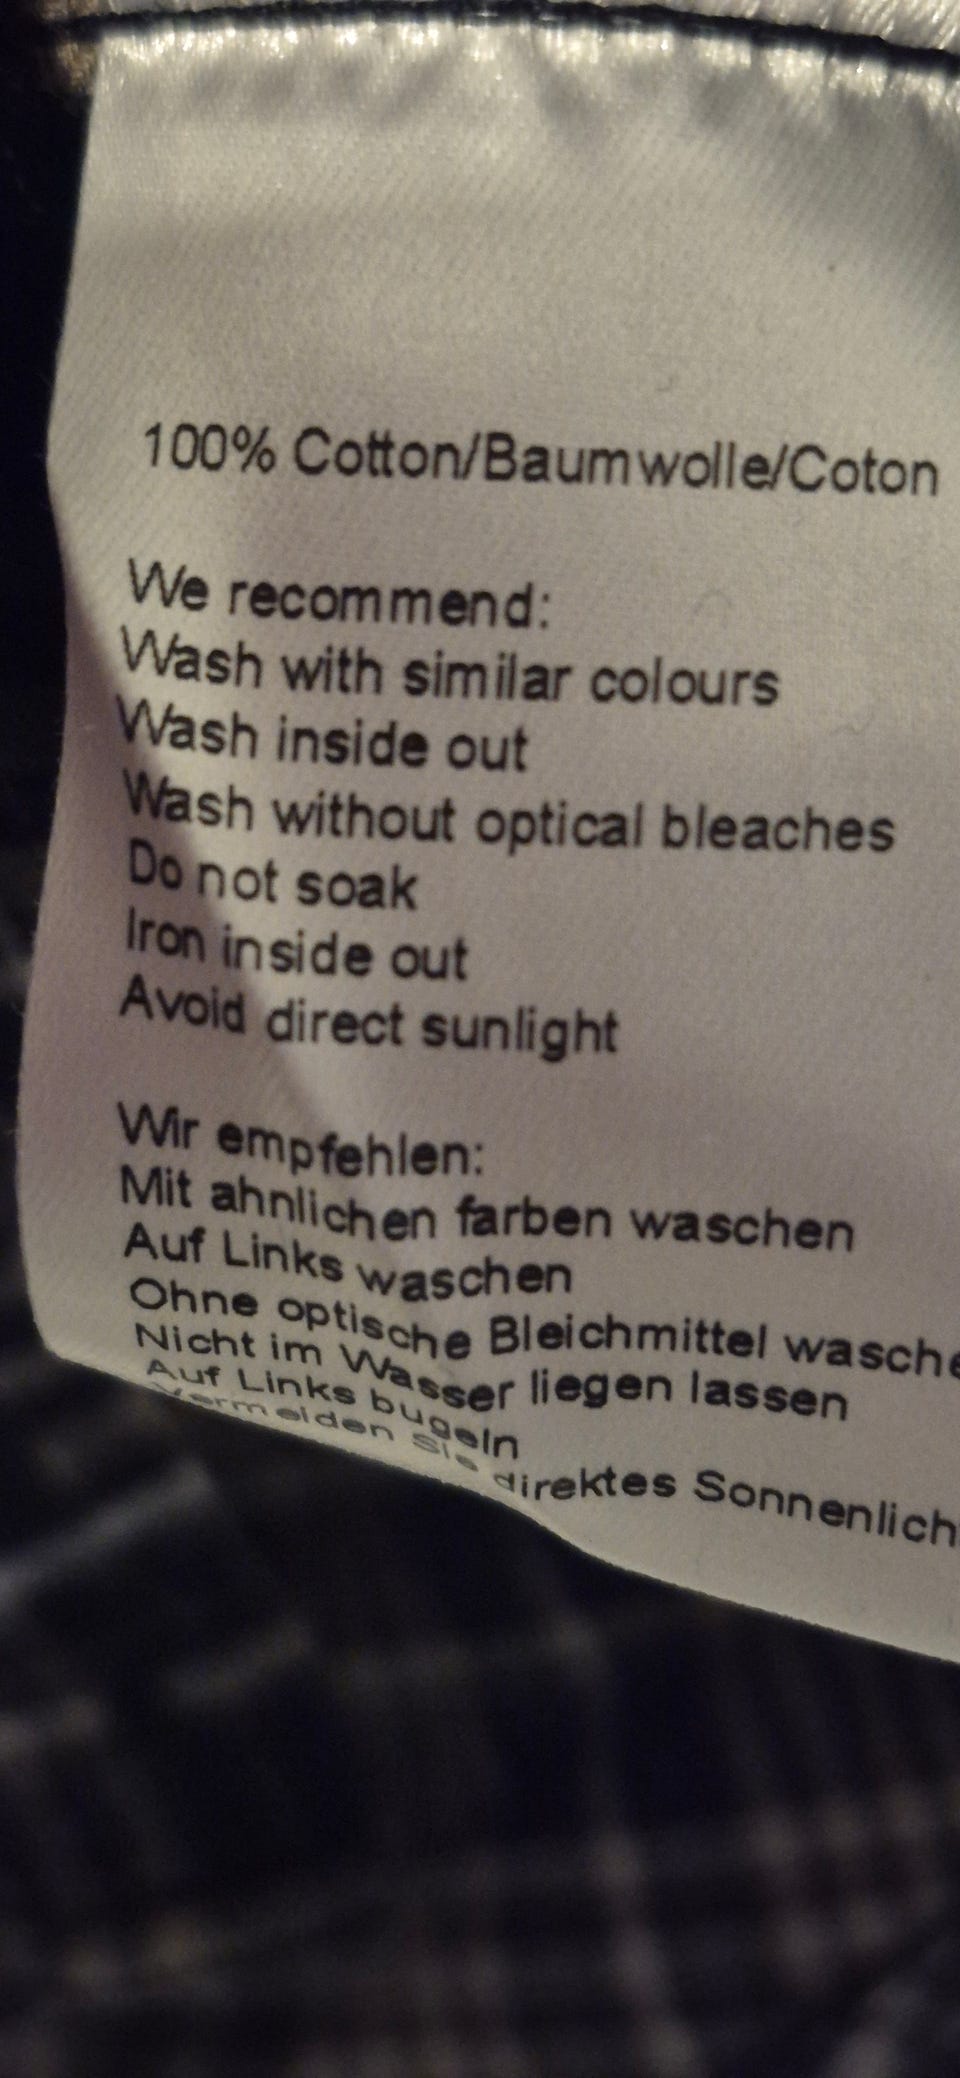 100% Cotton/Baumwolle/Coton
We recommend:
Wash with similar colours
Wash inside out
Wash without optical bleaches
Do not soak
Iron inside out
Avoid direct sunlight
Wir empfehlen:
Mit ahnlichen farben waschen
Auf Links waschen
Ohne optische Bleichmittel wasche
Nicht im Wasser liegen lassen
Auf Links bugeln
Vermeiden Sie direktes Sonnenlich